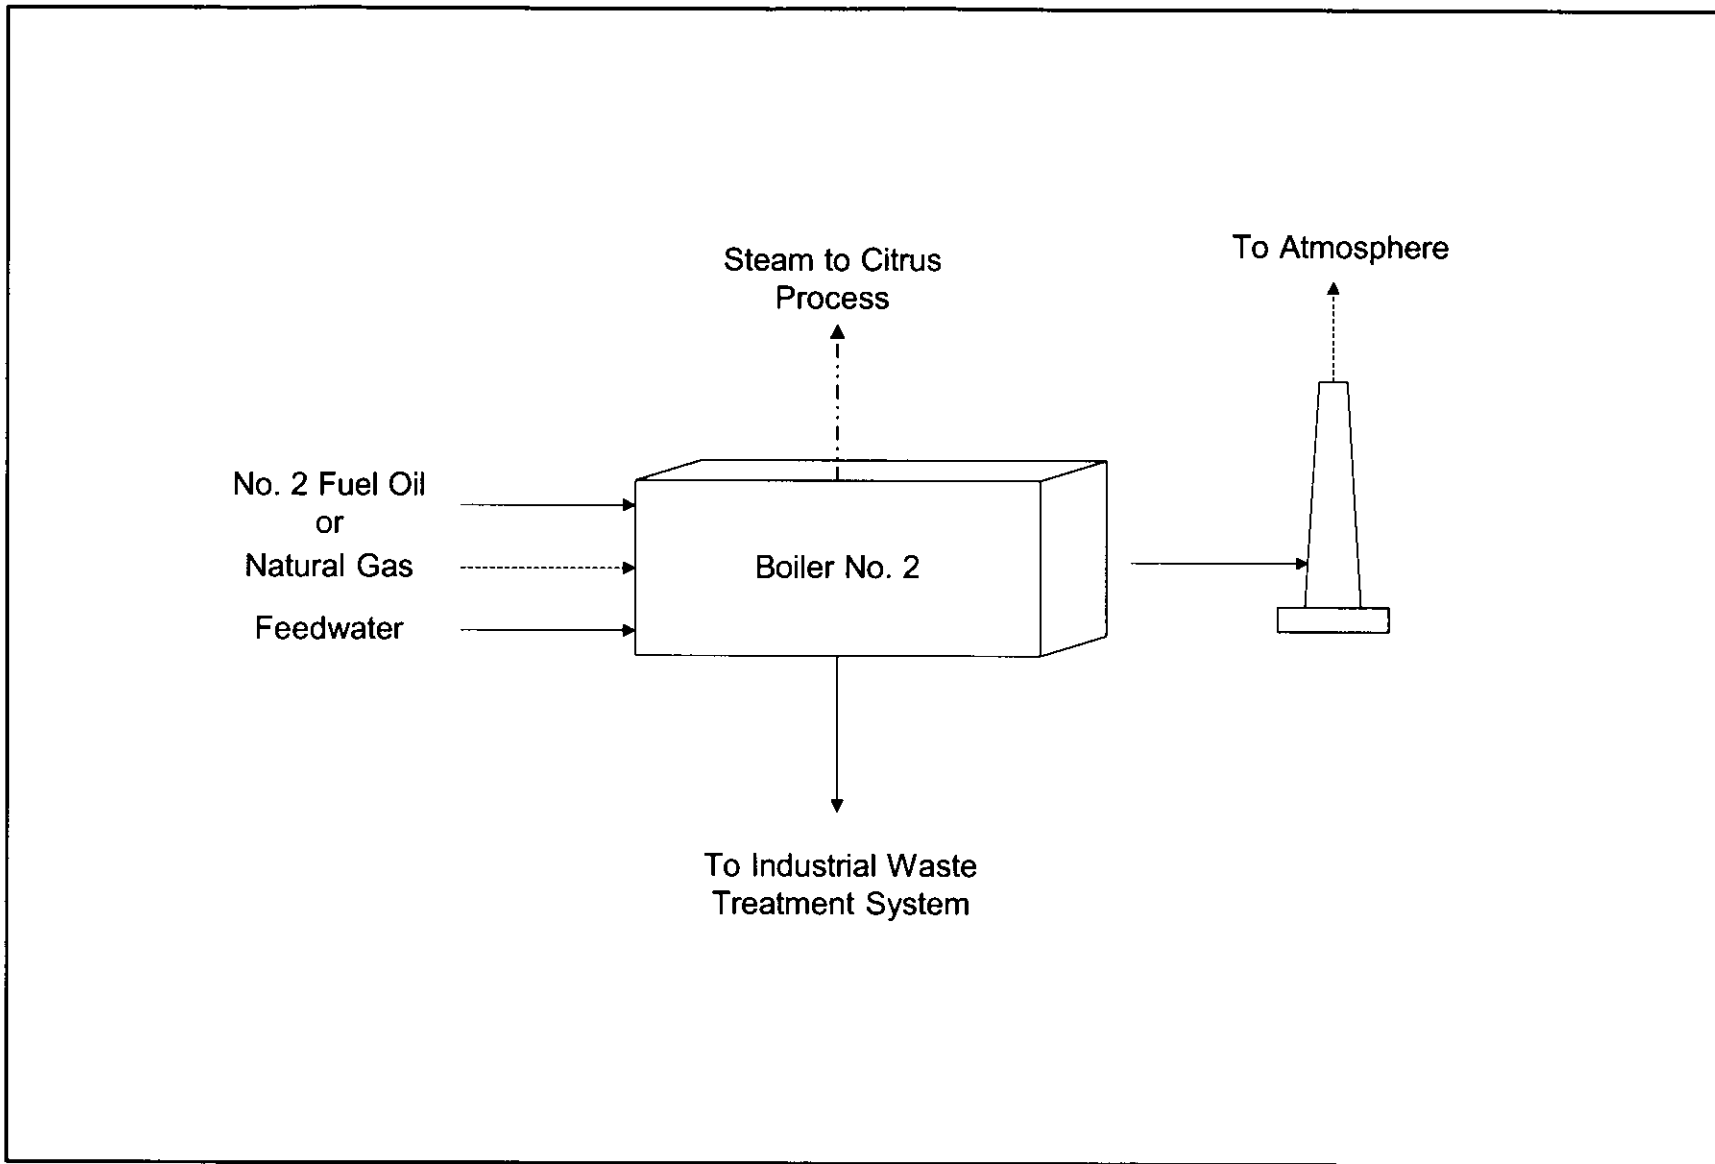 To Atmosphere
Steam to Citrus
Process
No. 2 Fuel Oil
or
Natural Gas
Feedwater
Boiler No. 2
To Industrial Waste
Treatment System